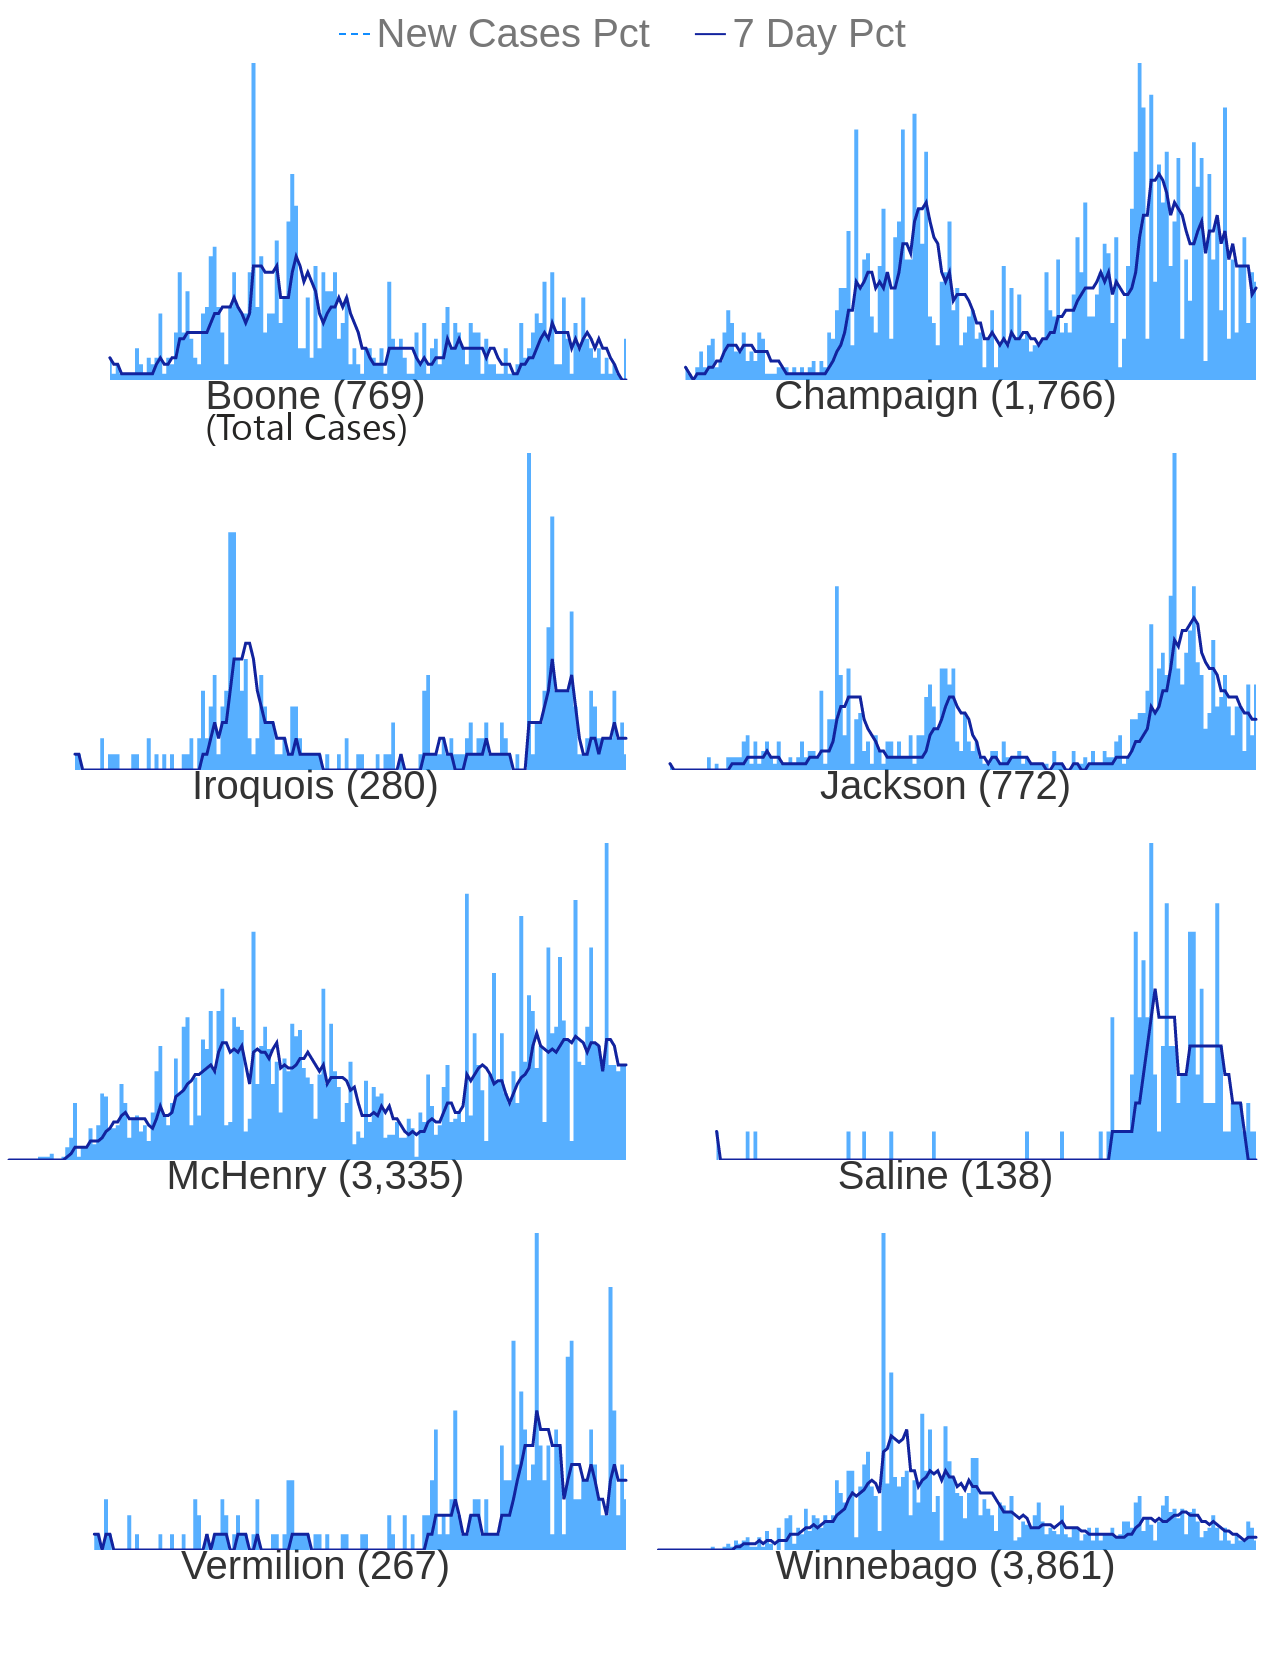 New Cases Pct 7 Day Pct
Boone (769) Champaign (1,766)
(Total Cases)
Iroquois (280) Jackson (772)
McHenry (3,335) Saline (138)
Vermilion (267) Winnebago (3,861)